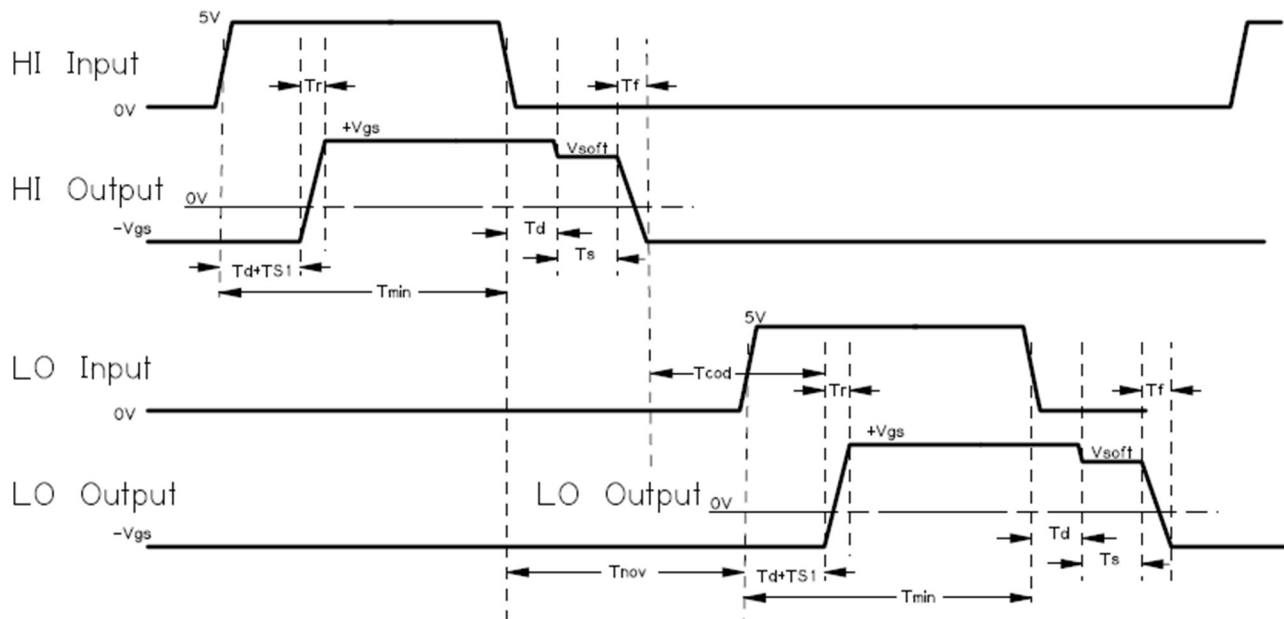 5V
HI Input
Tr
Tf
0V
+Vgs
Vsoft
HI Output
0V
-Vgs
Td
Ts
Td+TS1
Tmin
5V
LO Input
Tcod
Tr
Tf
0V
+Vgs
Vsoft
LO Output
LO Output
0V
-Vgs
Td
Ts
Tnov
Td+TS1
Tmin